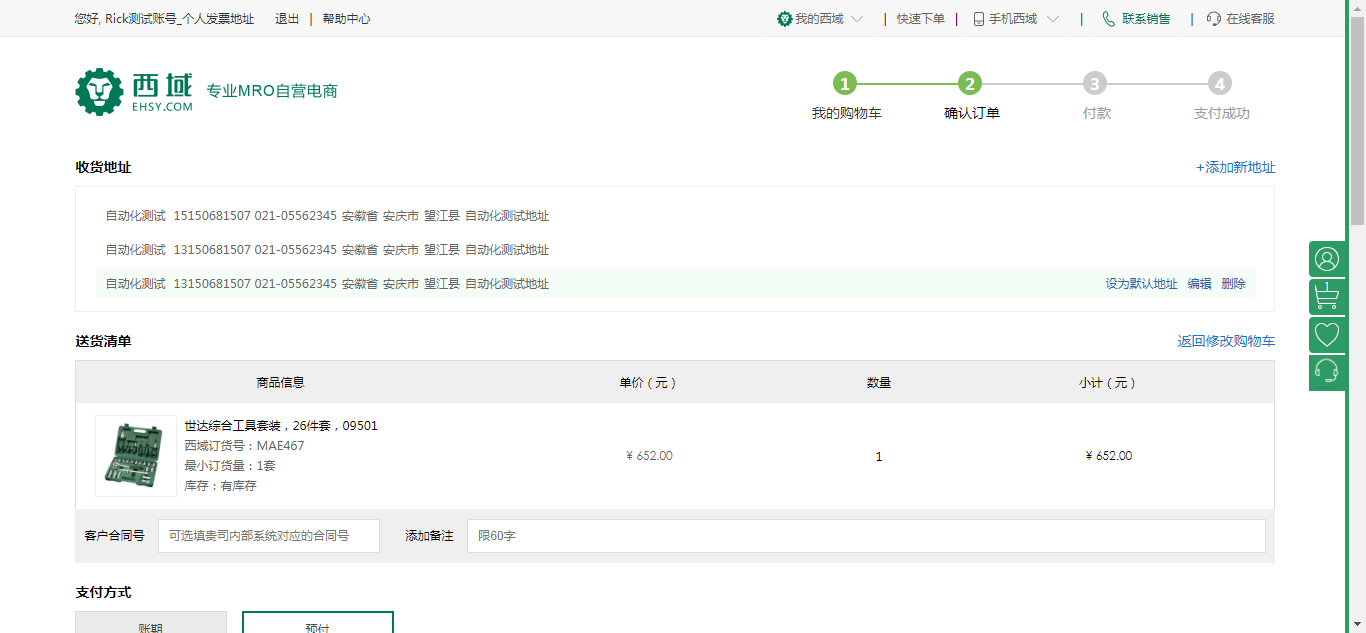 您好, Rick测试账号_个人发票地址 退出 | 帮助中心 我的西域 | 快速下单 | 手机西域 | 联系销售 | 在线客服
西域 EHSY.COM 专业MRO自营电商
1 2 3 4
我的购物车 确认订单 付款 支付成功
收货地址 +添加新地址
自动化测试 15150681507 021-05562345 安徽省 安庆市 望江县 自动化测试地址
自动化测试 13150681507 021-05562345 安徽省 安庆市 望江县 自动化测试地址
自动化测试 13150681507 021-05562345 安徽省 安庆市 望江县 自动化测试地址 设为默认地址 编辑 删除
1
送货清单 返回修改购物车
商品信息 单价（元） 数量 小计（元）
世达综合工具套装，26件套，09501
西域订货号：MAE467
最小订货量：1套
库存：有库存
¥ 652.00 1 ¥ 652.00
客户合同号 可选填贵司内部系统对应的合同号 添加备注 限60字
支付方式
账期 预付